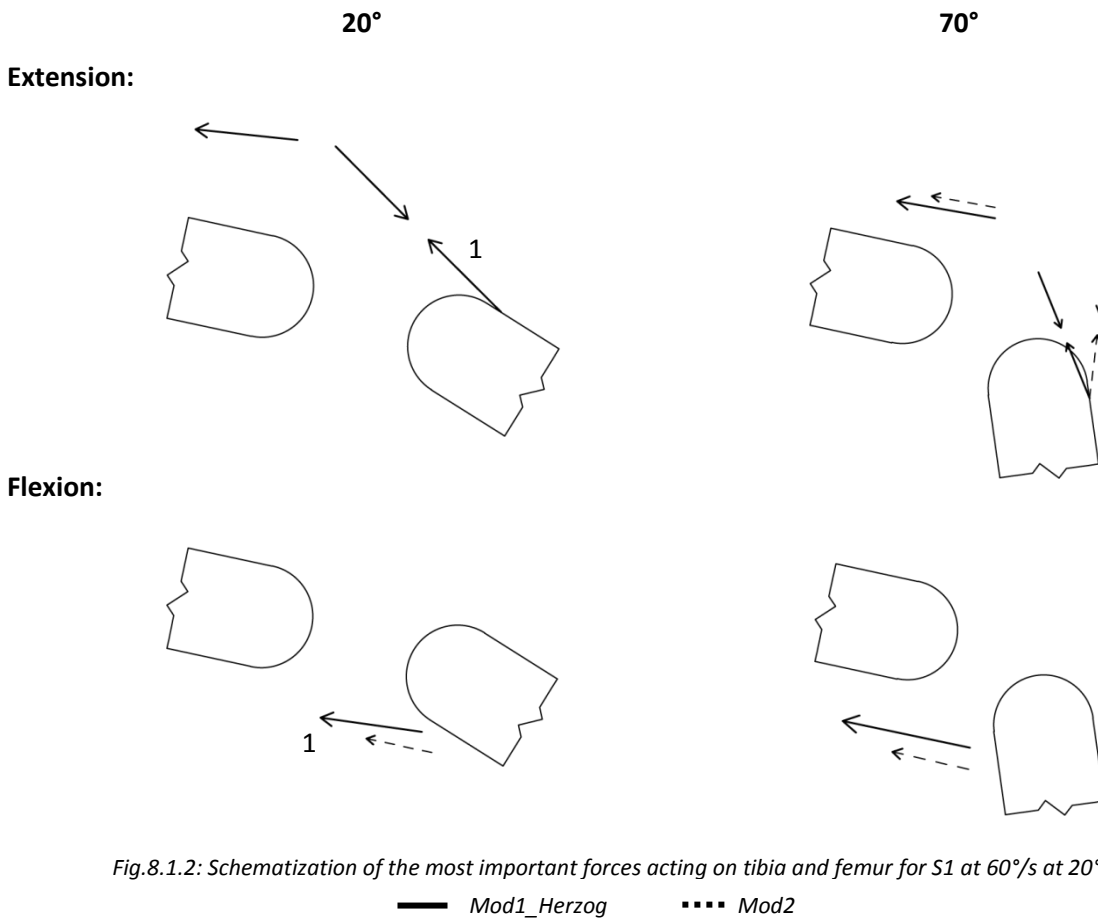 20° 70°
Extension:
1
Flexion:
1
Fig.8.1.2: Schematization of the most important forces acting on tibia and femur for S1 at 60°/s at 20°
Mod1_Herzog Mod2